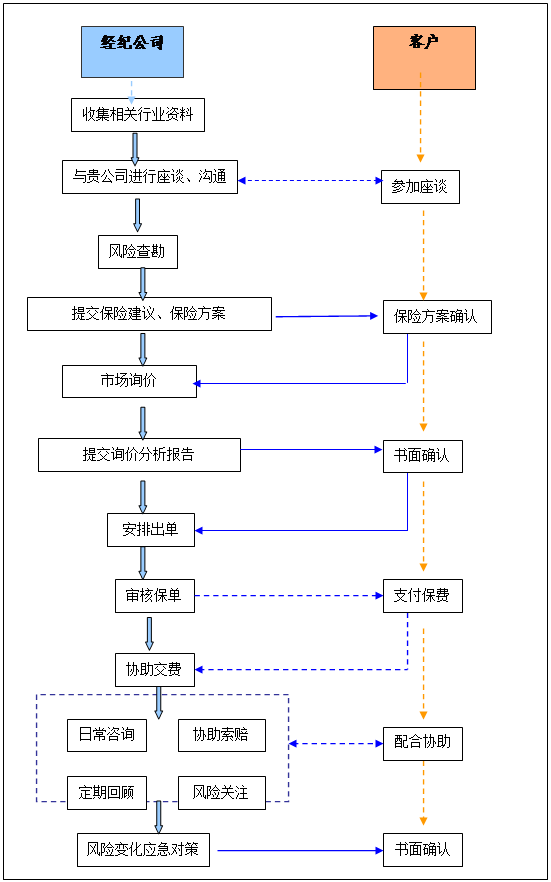 经纪公司
客户
收集相关行业资料
与贵公司进行座谈、沟通
参加座谈
风险查勘
提交保险建议、保险方案
保险方案确认
市场询价
提交询价分析报告
书面确认
安排出单
审核保单
支付保费
协助交费
日常咨询
协助索赔
配合协助
定期回顾
风险关注
风险变化应急对策
书面确认